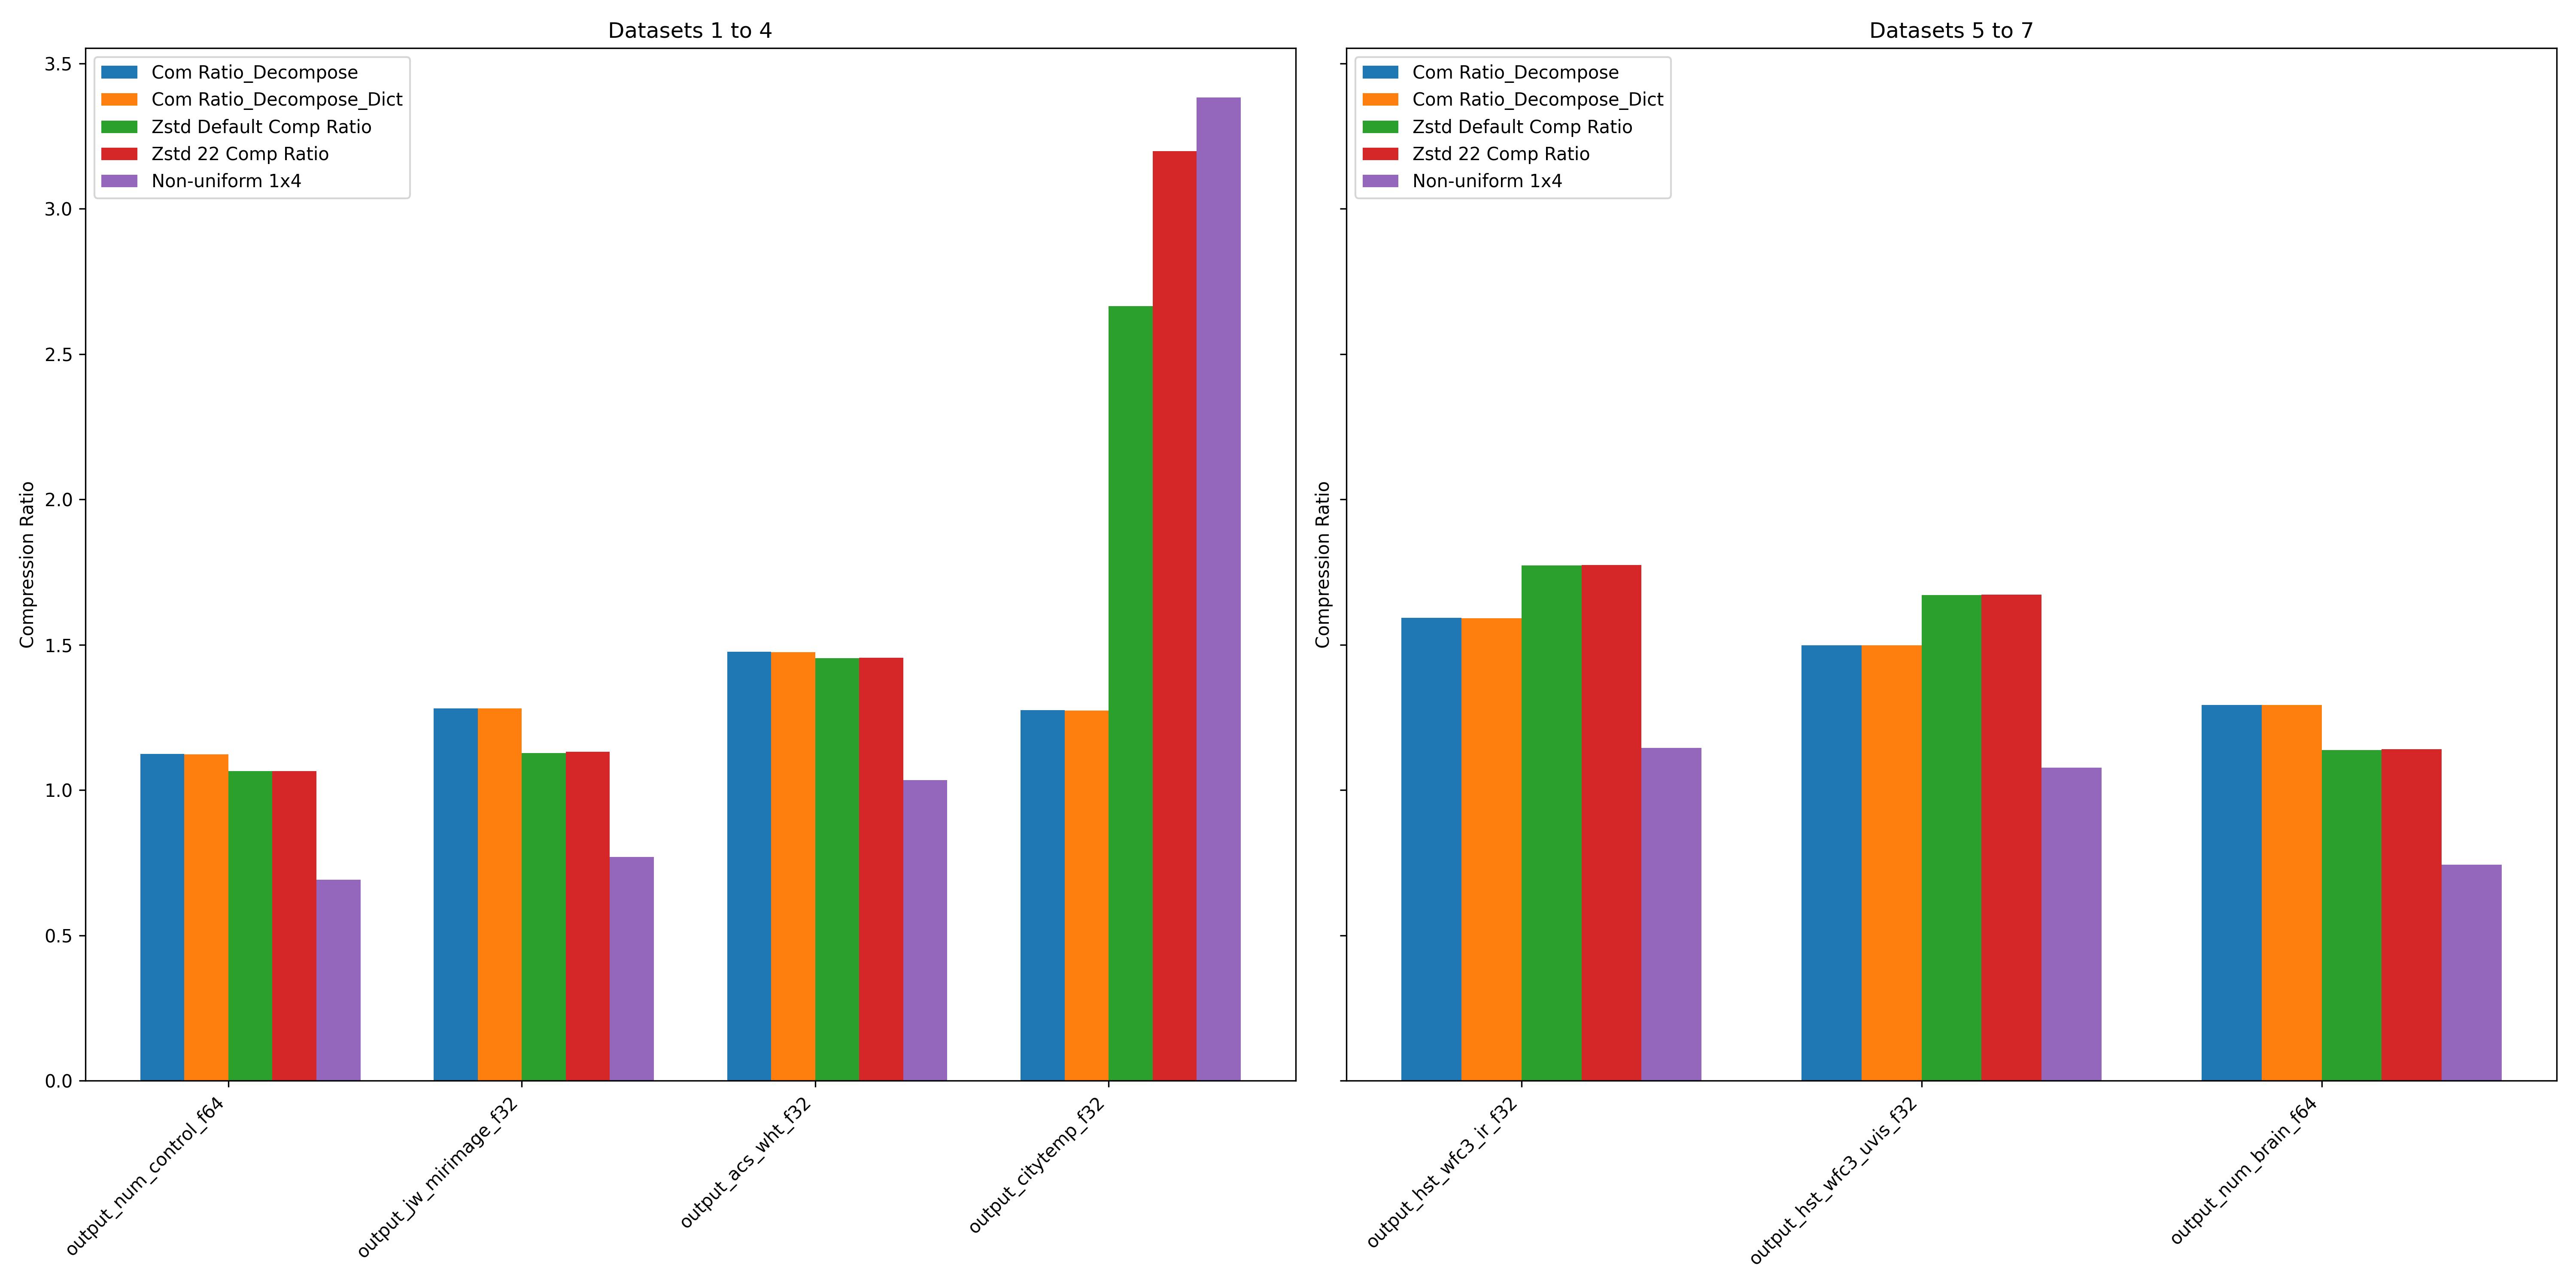 Datasets 1 to 4
Com Ratio_Decompose
Com Ratio_Decompose_Dict
Zstd Default Comp Ratio
Zstd 22 Comp Ratio
Non-uniform 1x4
3.5
3.0
2.5
2.0
1.5
1.0
0.5
0.0
Compression Ratio
output_num_control_f64
output_jw_mirimage_f32
output_acs_wht_f32
output_citytemp_f32
Datasets 5 to 7
Com Ratio_Decompose
Com Ratio_Decompose_Dict
Zstd Default Comp Ratio
Zstd 22 Comp Ratio
Non-uniform 1x4
Compression Ratio
output_hst_wfc3_ir_f32
output_hst_wfc3_uvis_f32
output_num_brain_f64